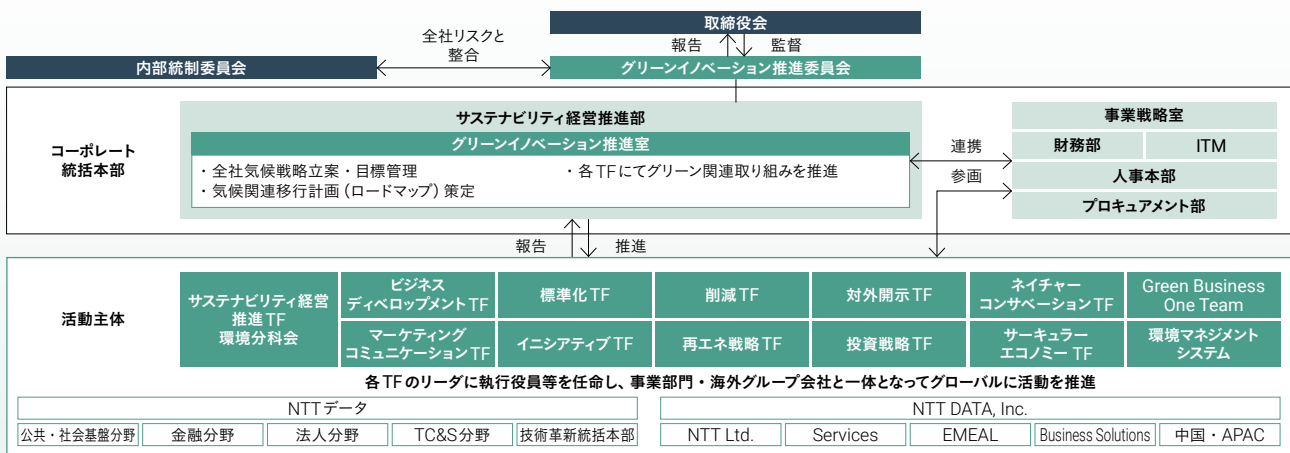 取締役会
報告 監督
全社リスクと
整合
内部統制委員会
グリーンイノベーション推進委員会
コーポレート
統括本部
サステナビリティ経営推進部
グリーンイノベーション推進室
・全社気候戦略立案・目標管理
・気候関連移行計画(ロードマップ)策定
・各TFにてグリーン関連取り組みを推進
連携
参画
事業戦略室
財務部
ITM
人事本部
プロキュアメント部
報告 推進
活動主体
サステナビリティ経営
推進TF
環境分科会
ビジネス
ディベロップメントTF
標準化TF
削減TF
対外開示TF
ネイチャー
コンサベーションTF
Green Business
One Team
マーケティング
コミュニケーションTF
イニシアティブTF
再エネ戦略TF
投資戦略TF
サーキュラー
エコノミーTF
環境マネジメント
システム
各TFのリーダに執行役員等を任命し、事業部門・海外グループ会社と一体となってグローバルに活動を推進
NTTデータ
公共・社会基盤分野
金融分野
法人分野
TC&S分野
技術革新統括本部
NTT DATA, Inc.
NTT Ltd.
Services
EMEAL
Business Solutions
中国・APAC